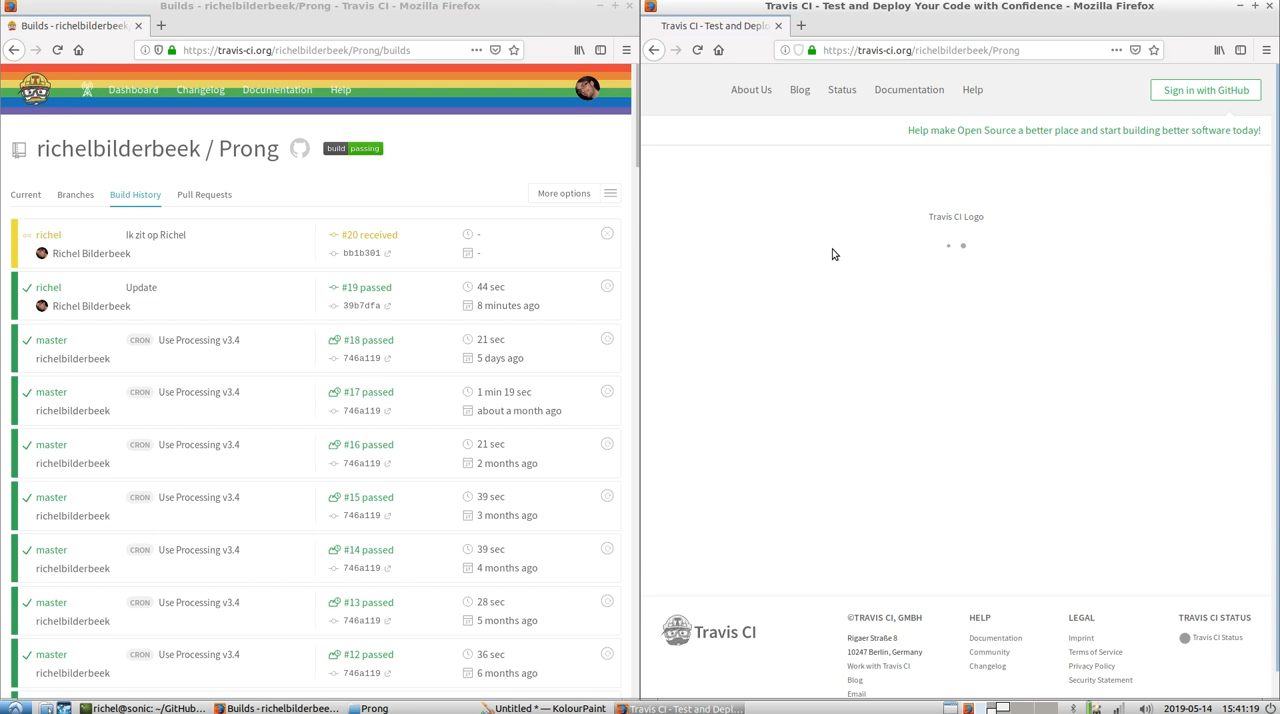 Builds - richelbilderbeek/Prong - Travis CI - Mozilla Firefox
Builds - richelbilderbeek
https://travis-ci.org/richelbilderbeek/Prong/builds
Dashboard Changelog Documentation Help
richelbilderbeek / Prong build passing
Current Branches Build History Pull Requests More options
richel Ik zit op Richel #20 received -
Richel Bilderbeek bb1b301 -
richel Update #19 passed 44 sec
Richel Bilderbeek 39b7dfa 8 minutes ago
master CRON Use Processing v3.4 #18 passed 21 sec
richelbilderbeek 746a119 5 days ago
master CRON Use Processing v3.4 #17 passed 1 min 19 sec
richelbilderbeek 746a119 about a month ago
master CRON Use Processing v3.4 #16 passed 21 sec
richelbilderbeek 746a119 2 months ago
master CRON Use Processing v3.4 #15 passed 39 sec
richelbilderbeek 746a119 3 months ago
master CRON Use Processing v3.4 #14 passed 39 sec
richelbilderbeek 746a119 4 months ago
master CRON Use Processing v3.4 #13 passed 28 sec
richelbilderbeek 746a119 5 months ago
master CRON Use Processing v3.4 #12 passed 36 sec
richelbilderbeek 746a119 6 months ago
Travis CI - Test and Deploy Your Code with Confidence - Mozilla Firefox
Travis CI - Test and Deplo
https://travis-ci.org/richelbilderbeek/Prong
About Us Blog Status Documentation Help Sign in with GitHub
Help make Open Source a better place and start building better software today!
Travis CI Logo
Travis CI
©TRAVIS CI, GMBH
Rigaer Straße 8
10247 Berlin, Germany
Work with Travis CI
Blog
Email
HELP
Documentation
Community
Changelog
LEGAL
Imprint
Terms of Service
Privacy Policy
Security Statement
TRAVIS CI STATUS
Travis CI Status
richel@sonic: ~/GitHub... Builds - richelbilderbee... Prong Untitled * — KolourPaint Travis CI - Test and Depl... 2019-05-14 15:41:19